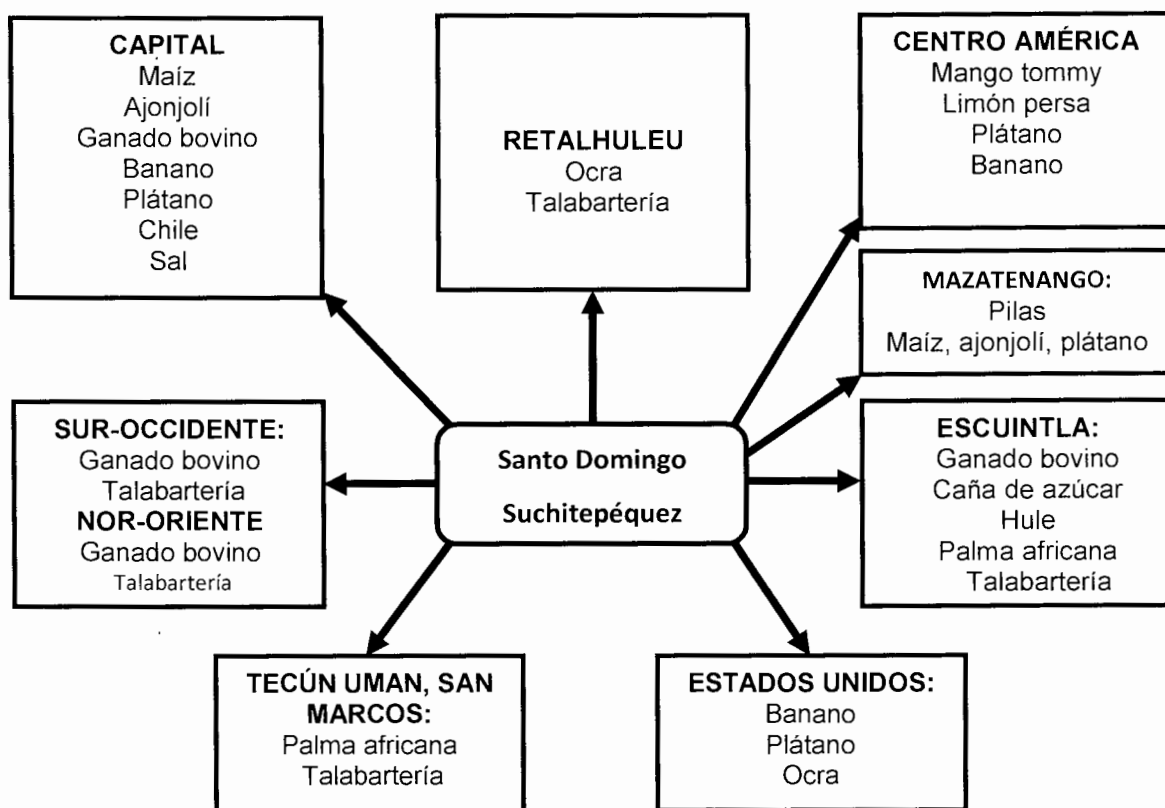 CAPITAL
Maíz
Ajonjolí
Ganado bovino
Banano
Plátano
Chile
Sal
RETALHULEU
Ocra
Talabartería
CENTRO AMÉRICA
Mango tommy
Limón persa
Plátano
Banano
MAZATENANGO:
Pilas
Maíz, ajonjolí, plátano
SUR-OCCIDENTE:
Ganado bovino
Talabartería
NOR-ORIENTE
Ganado bovino
Talabartería
Santo Domingo
Suchitepéquez
ESCUINTLA:
Ganado bovino
Caña de azúcar
Hule
Palma africana
Talabartería
TECÚN UMAN, SAN
MARCOS:
Palma africana
Talabartería
ESTADOS UNIDOS:
Banano
Plátano
Ocra